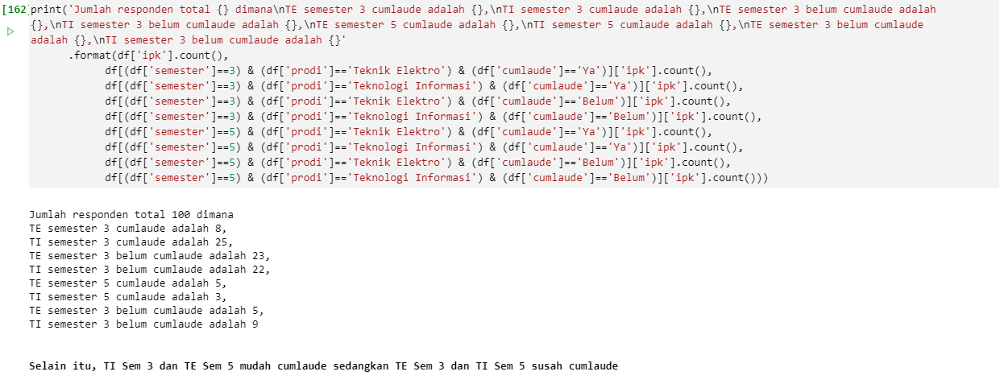 [162] print('Jumlah responden total {} dimana\nTE semester 3 cumlaude adalah {},\nTI semester 3 cumlaude adalah {},\nTE semester 3 belum cumlaude adalah
{},\nTI semester 3 belum cumlaude adalah {},\nTE semester 5 cumlaude adalah {},\nTI semester 5 cumlaude adalah {},\nTE semester 3 belum cumlaude
adalah {},\nTI semester 3 belum cumlaude adalah {}'
.format(df['ipk'].count(),
df[(df['semester']==3) & (df['prodi']=='Teknik Elektro') & (df['cumlaude']=='Ya')]['ipk'].count(),
df[(df['semester']==3) & (df['prodi']=='Teknologi Informasi') & (df['cumlaude']=='Ya')]['ipk'].count(),
df[(df['semester']==3) & (df['prodi']=='Teknik Elektro') & (df['cumlaude']=='Belum')]['ipk'].count(),
df[(df['semester']==3) & (df['prodi']=='Teknologi Informasi') & (df['cumlaude']=='Belum')]['ipk'].count(),
df[(df['semester']==5) & (df['prodi']=='Teknik Elektro') & (df['cumlaude']=='Ya')]['ipk'].count(),
df[(df['semester']==5) & (df['prodi']=='Teknologi Informasi') & (df['cumlaude']=='Ya')]['ipk'].count(),
df[(df['semester']==5) & (df['prodi']=='Teknik Elektro') & (df['cumlaude']=='Belum')]['ipk'].count(),
df[(df['semester']==5) & (df['prodi']=='Teknologi Informasi') & (df['cumlaude']=='Belum')]['ipk'].count()))
Jumlah responden total 100 dimana
TE semester 3 cumlaude adalah 8,
TI semester 3 cumlaude adalah 25,
TE semester 3 belum cumlaude adalah 23,
TI semester 3 belum cumlaude adalah 22,
TE semester 5 cumlaude adalah 5,
TI semester 5 cumlaude adalah 3,
TE semester 3 belum cumlaude adalah 5,
TI semester 3 belum cumlaude adalah 9
Selain itu, TI Sem 3 dan TE Sem 5 mudah cumlaude sedangkan TE Sem 3 dan TI Sem 5 susah cumlaude